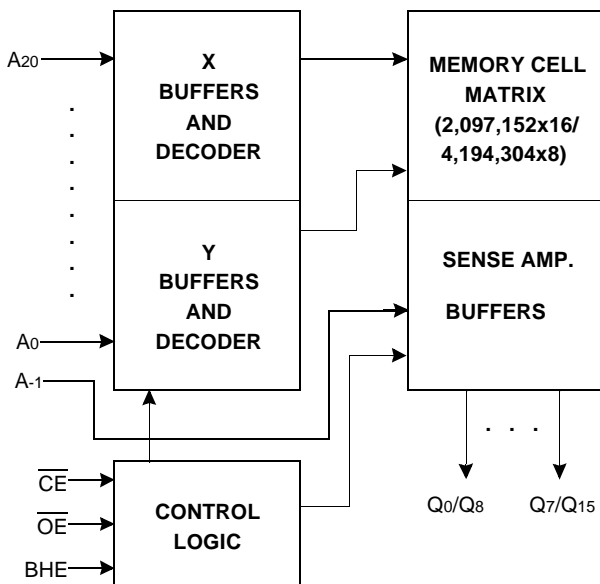 A20
X
BUFFERS
AND
DECODER
MEMORY CELL
MATRIX
(2,097,152x16/
4,194,304x8)
Y
BUFFERS
AND
DECODER
SENSE AMP.
BUFFERS
A0
A-1
CE
OE
BHE
CONTROL
LOGIC
. . .
Q0/Q8
Q7/Q15